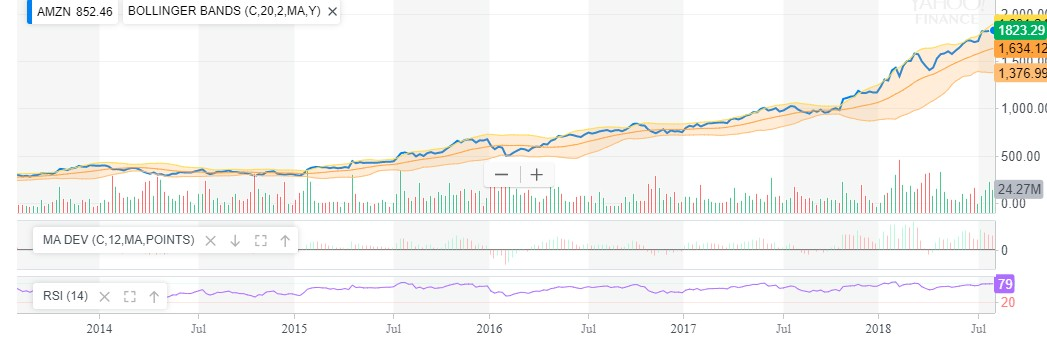 AMZN 852.46 BOLLINGER BANDS (C,20,2,MA,Y) ×
YAHOO!
FINANCE
2,000.00
1823.29
1,634.12
1,500.00
1,376.99
1,000.00
500.00
24.27M
0.00
− +
MA DEV (C,12,MA,POINTS) × ↓ ↑
0
RSI (14) × ↑
79
20
2014 Jul 2015 Jul 2016 Jul 2017 Jul 2018 Jul